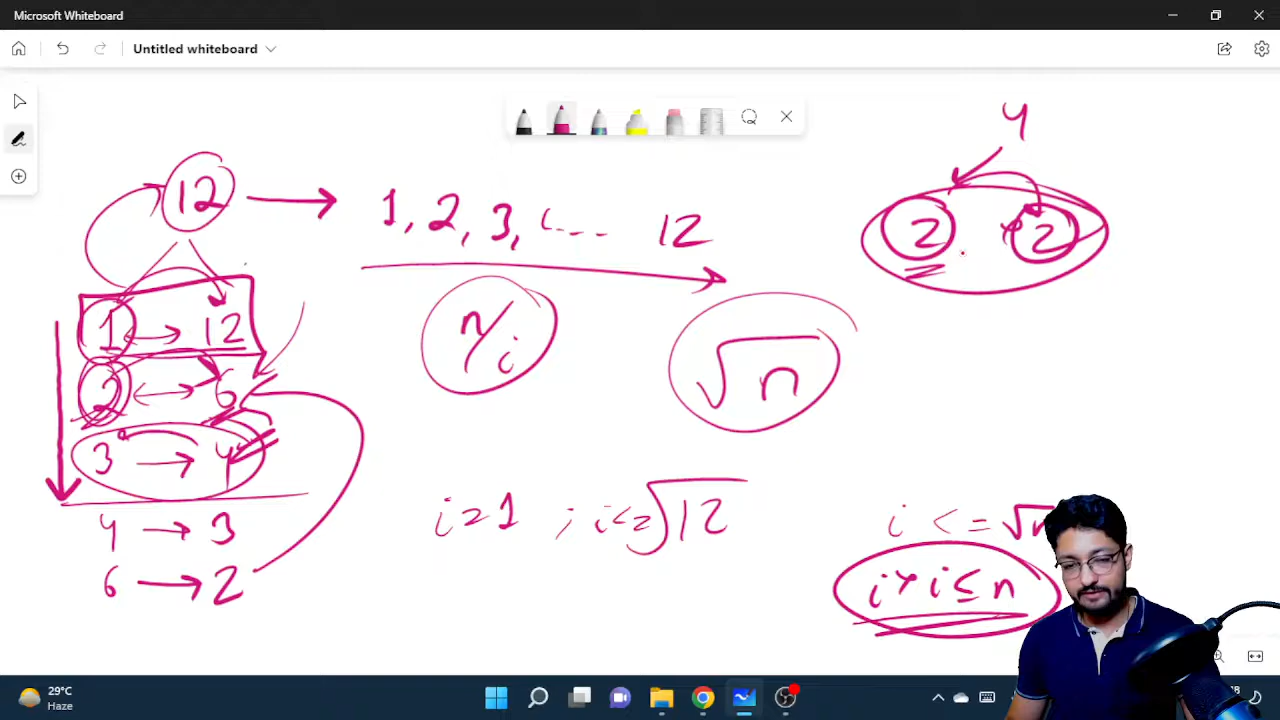 Microsoft Whiteboard
Untitled whiteboard
4
12 → 1, 2, 3, 4... 12
2 2
n/i
√n
1 ↔ 12
2 ↔ 6
3 → 4
4 → 3
6 → 2
i=1 ; i<=√12
i <= √n
i * i ≤ n
29°C
Haze